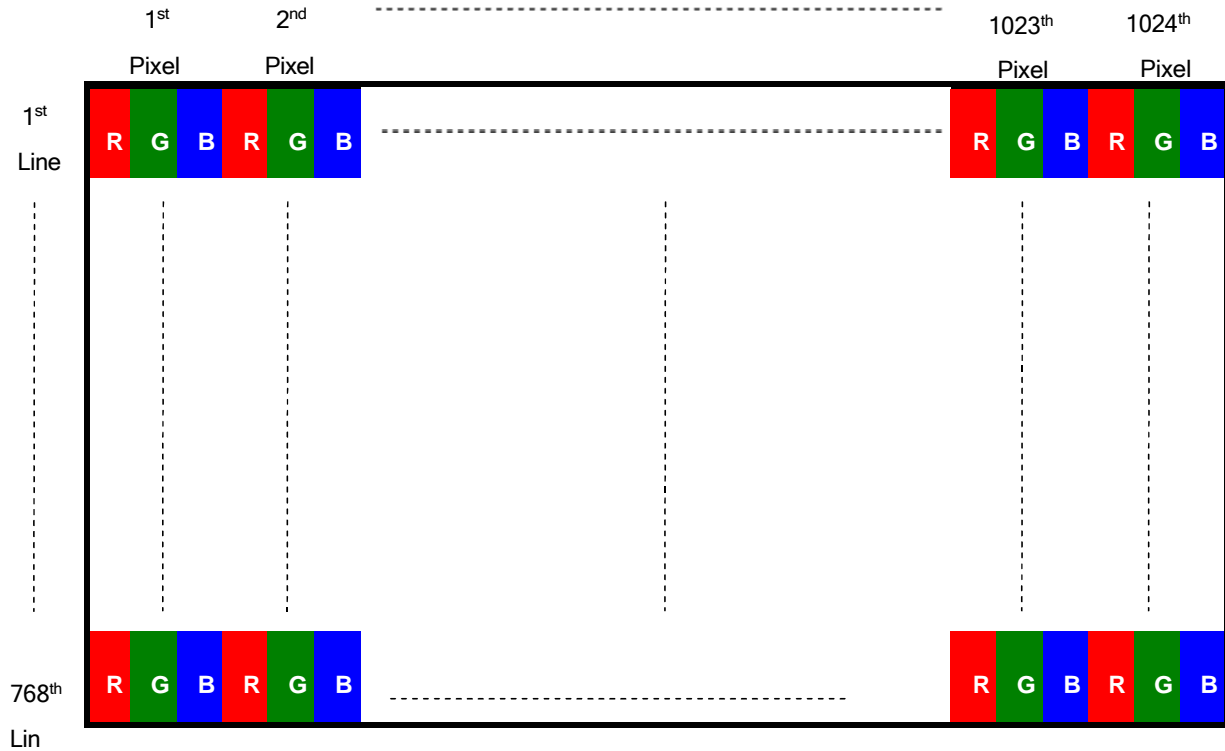 1st 2nd 1023th 1024th
Pixel Pixel Pixel Pixel
1st
Line
R G B R G B R G B R G B
R G B R G B R G B R G B
768th
Lin